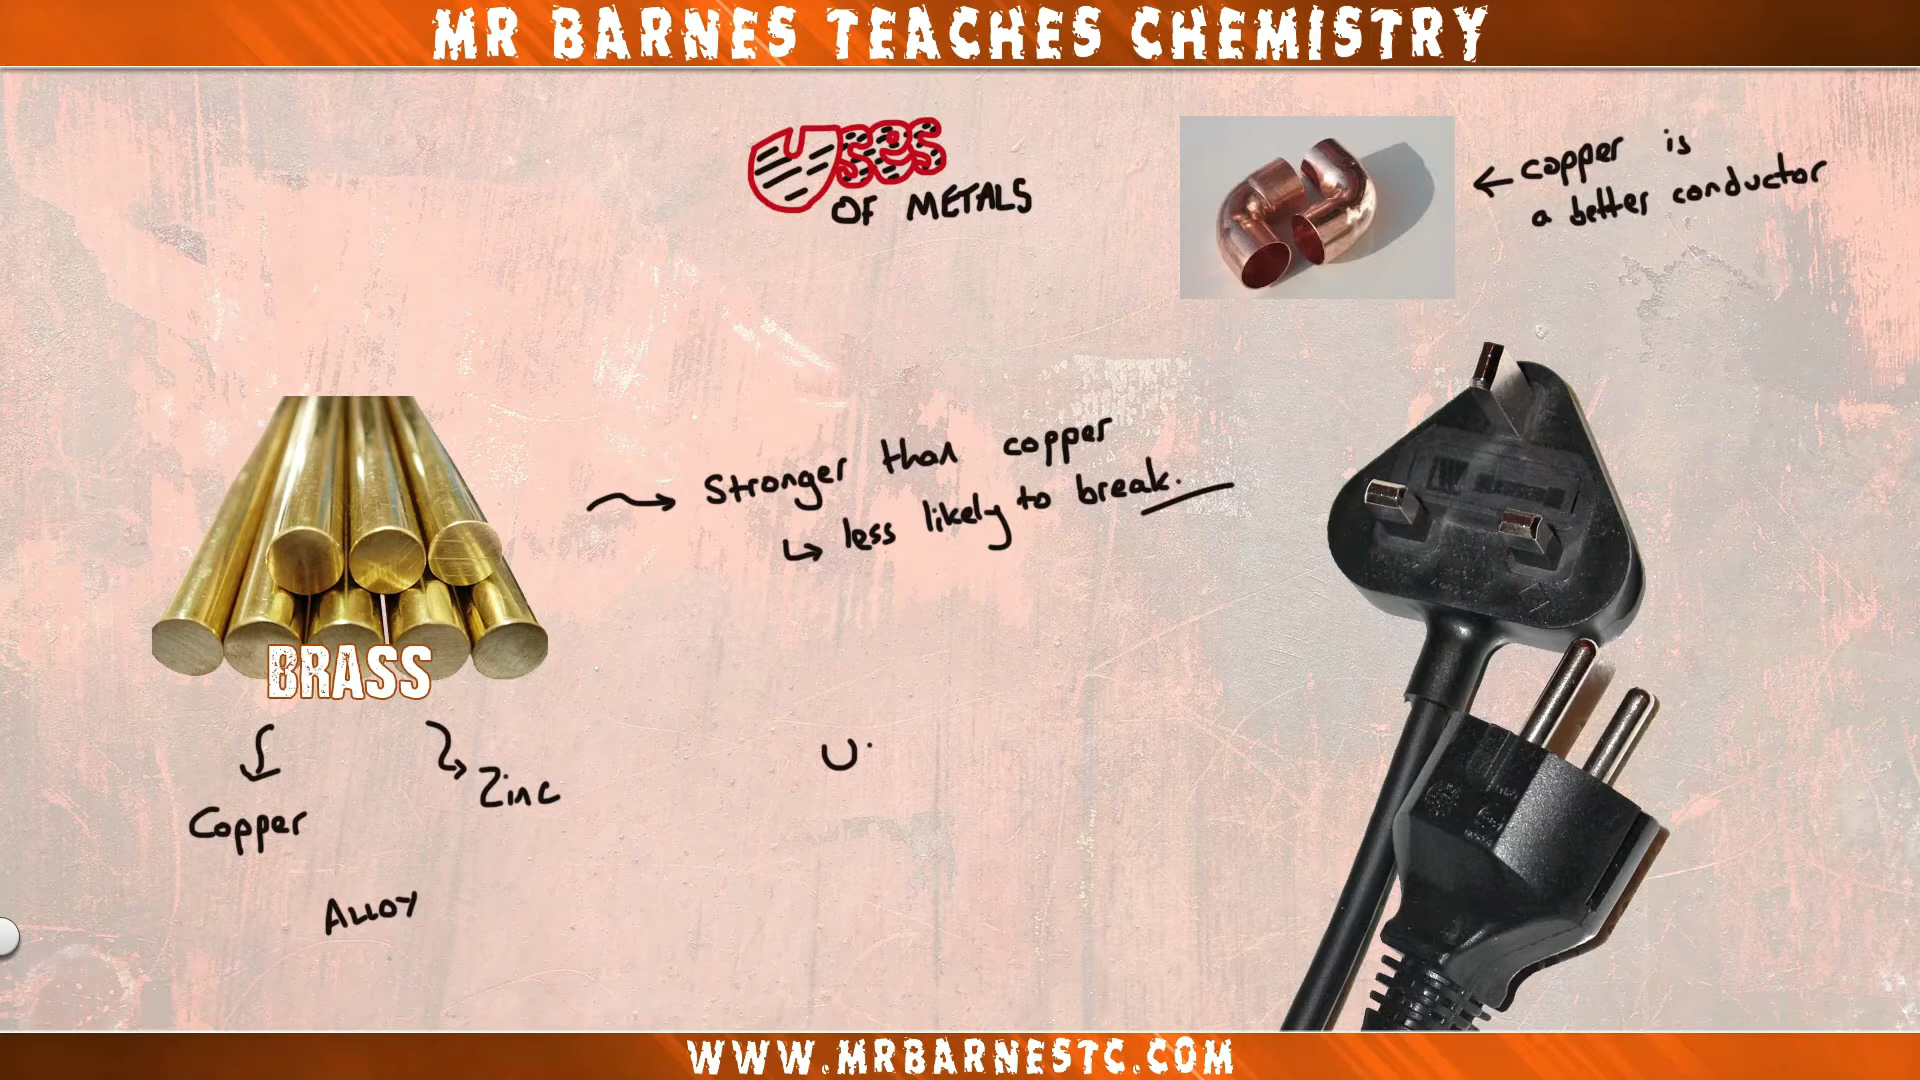 MR BARNES TEACHES CHEMISTRY
Uses
OF METALS
← copper is
a better conductor
Stronger than copper
↳ less likely to break.
BRASS
Copper
Zinc
ALLOY
U
WWW.MRBARNESTC.COM